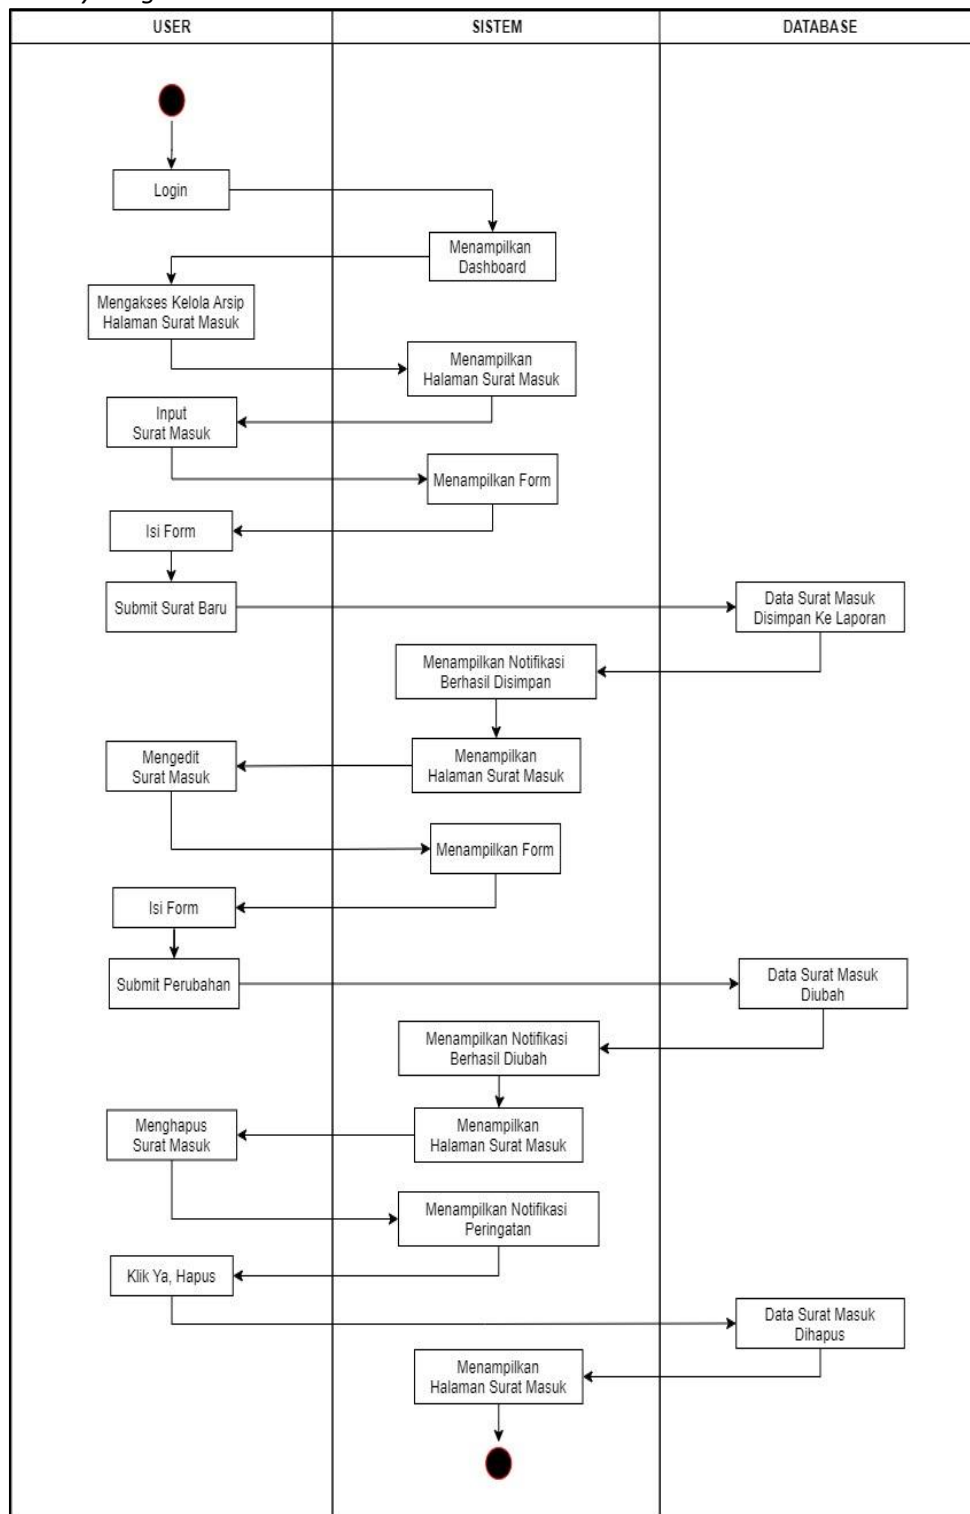 USER
SISTEM
DATABASE
Login
Menampilkan
Dashboard
Mengakses Kelola Arsip
Halaman Surat Masuk
Menampilkan
Halaman Surat Masuk
Input
Surat Masuk
Menampilkan Form
Isi Form
Submit Surat Baru
Data Surat Masuk
Disimpan Ke Laporan
Menampilkan Notifikasi
Berhasil Disimpan
Menampilkan
Halaman Surat Masuk
Mengedit
Surat Masuk
Menampilkan Form
Isi Form
Submit Perubahan
Data Surat Masuk
Diubah
Menampilkan Notifikasi
Berhasil Diubah
Menampilkan
Halaman Surat Masuk
Menghapus
Surat Masuk
Menampilkan Notifikasi
Peringatan
Klik Ya, Hapus
Data Surat Masuk
Dihapus
Menampilkan
Halaman Surat Masuk